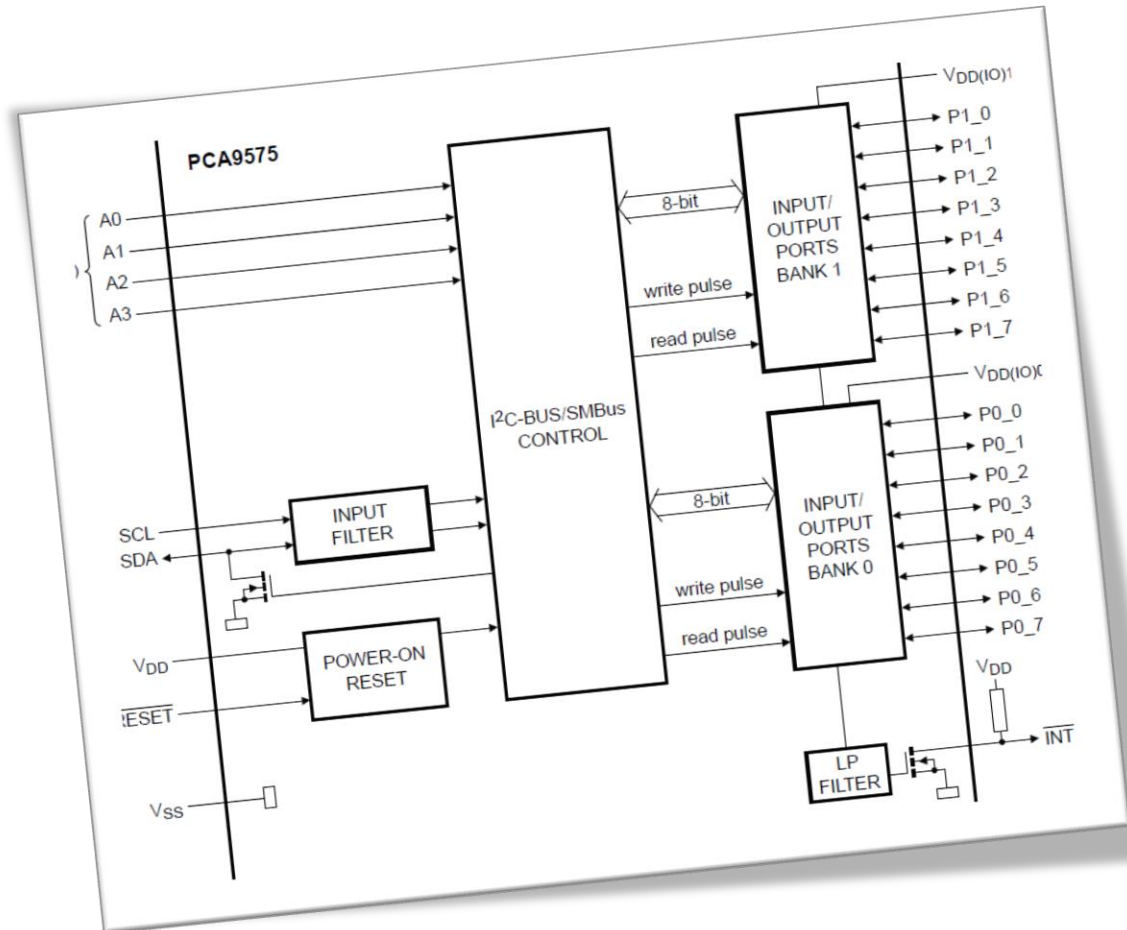 PCA9575
A0
A1
A2
A3
)
SCL
SDA
INPUT
FILTER
VDD
POWER-ON
RESET
VSS
I²C-BUS/SMBus
CONTROL
8-bit
write pulse
read pulse
8-bit
write pulse
read pulse
INPUT/
OUTPUT
PORTS
BANK 1
INPUT/
OUTPUT
PORTS
BANK 0
LP
FILTER
VDD(IO)1
P1_0
P1_1
P1_2
P1_3
P1_4
P1_5
P1_6
P1_7
VDD(IO)
P0_0
P0_1
P0_2
P0_3
P0_4
P0_5
P0_6
P0_7
VDD
INT